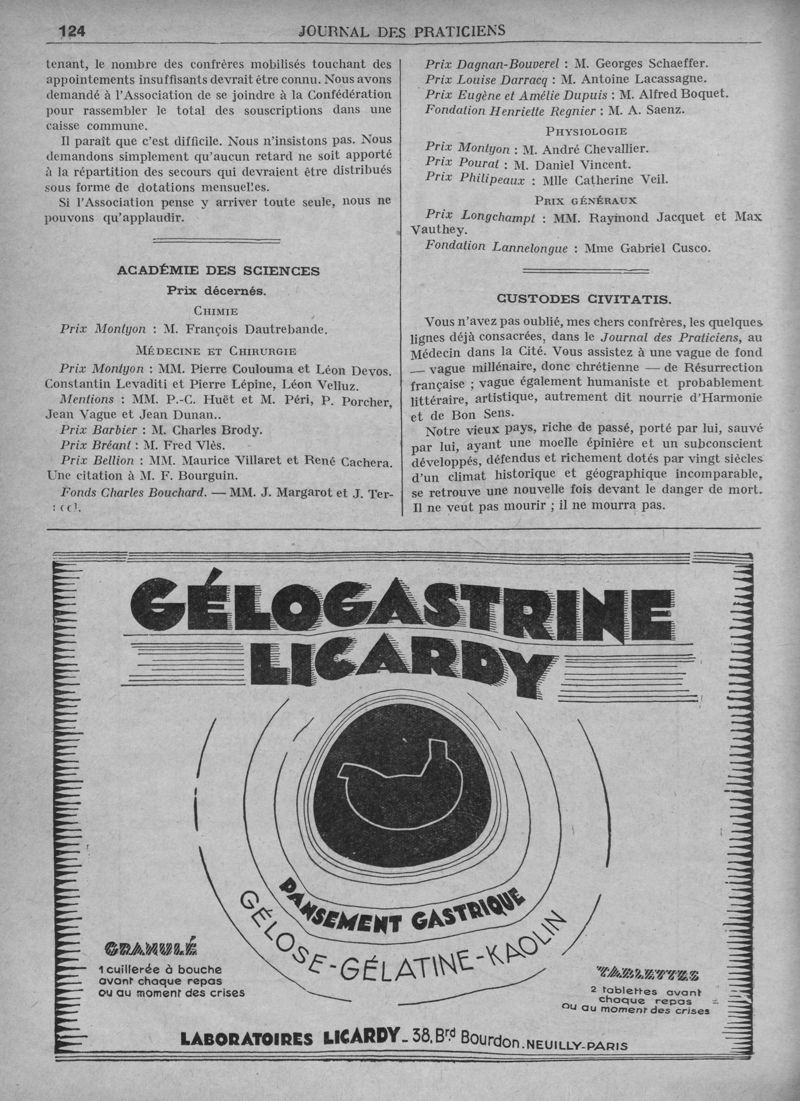 124
JOURNAL DES PRATICIENS
tenant, le nombre des confrères mobilisés touchant des
appointements insuffisants devrait être connu. Nous avons
demandé à l'Association de se joindre à la Confédération
pour rassembler le total des souscriptions dans une
caisse commune.
Il paraît que c'est difficile. Nous n'insistons pas. Nous
demandons simplement qu'aucun retard ne soit apporté
à la répartition des secours qui devraient être distribués
sous forme de dotations mensuelles.
Si l'Association pense y arriver toute seule, nous ne
pouvons qu'applaudir.
ACADÉMIE DES SCIENCES
Prix décernés.
CHIMIE
Prix Montyon : M. François Dautrebande.
MÉDECINE ET CHIRURGIE
Prix Montyon : MM. Pierre Coulouma et Léon Devos.
Constantin Levaditi et Pierre Lépine, Léon Velluz.
Mentions : MM. P.-C. Huët et M. Péri, P. Porcher,
Jean Vague et Jean Dunan..
Prix Barbier : M. Charles Brody.
Prix Bréant : M. Fred Vlès.
Prix Bellion : MM. Maurice Villaret et René Cachera.
Une citation à M. F. Bourguin.
Fonds Charles Bouchard. — MM. J. Margarot et J. Ter-
Prix Dagnan-Bouverel : M. Georges Schaeffer.
Prix Louise Darracq : M. Antoine Lacassagne.
Prix Eugène et Amélie Dupuis : M. Alfred Boquet.
Fondation Henriette Regnier : M. A. Saenz.
PHYSIOLOGIE
Prix Montyon : M. André Chevallier.
Prix Pourat : M. Daniel Vincent.
Prix Philipeaux : Mlle Catherine Veil.
PRIX GÉNÉRAUX
Prix Longchampt : MM. Raymond Jacquet et Max
Vauthey.
Fondation Lannelongue : Mme Gabriel Cusco.
CUSTODES CIVITATIS.
Vous n'avez pas oublié, mes chers confrères, les quelques
lignes déjà consacrées, dans le Journal des Praticiens, au
Médecin dans la Cité. Vous assistez à une vague de fond
— vague millénaire, donc chrétienne — de Résurrection
française ; vague également humaniste et probablement
littéraire, artistique, autrement dit nourrie d'Harmonie
et de Bon Sens.
Notre vieux pays, riche de passé, porté par lui, sauvé
par lui, ayant une moelle épinière et un subconscient
développés, défendus et richement dotés par vingt siècles
d'un climat historique et géographique incomparable,
se retrouve une nouvelle fois devant le danger de mort.
Il ne veut pas mourir ; il ne mourra pas.
GÉLOGASTRINE
LICARDY
PANSEMENT GASTRIQUE
GÉLOSE-GÉLATINE-KAOLIN
GRANULÉ
1 cuillerée à bouche
avant chaque repas
ou au moment des crises
TABLETTES
2 tablettes avant
chaque repas
ou au moment des crises
LABORATOIRES LICARDY_38, Brd Bourdon. NEUILLY-PARIS